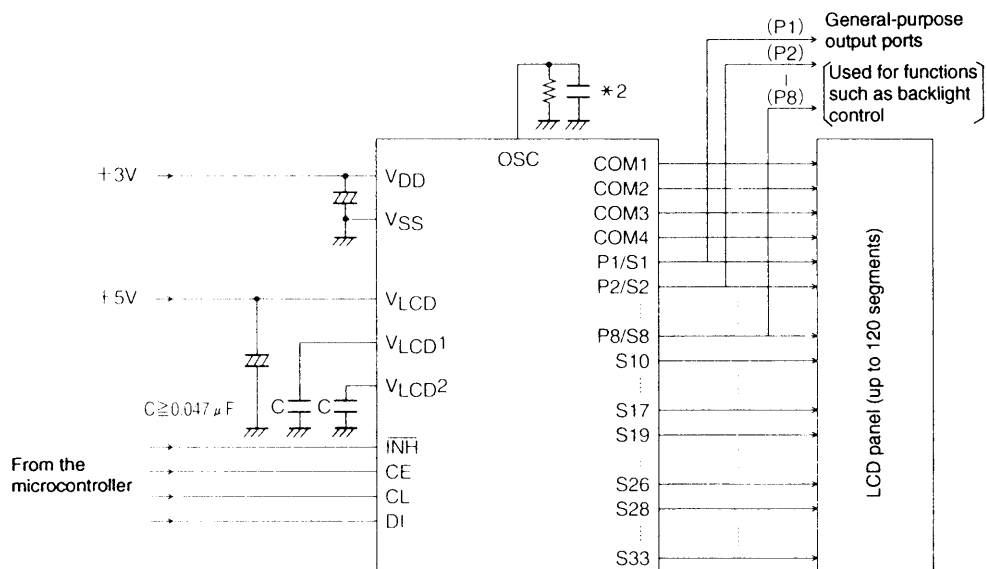 (P1)
General-purpose
output ports
(P2)
(P8)
Used for functions
such as backlight
control
*2
OSC
+3V
VDD
VSS
+5V
VLCD
VLCD1
VLCD2
C≧0.047μF
C
C
INH
From the
microcontroller
CE
CL
DI
COM1
COM2
COM3
COM4
P1/S1
P2/S2
P8/S8
S10
S17
S19
S26
S28
S33
LCD panel (up to 120 segments)